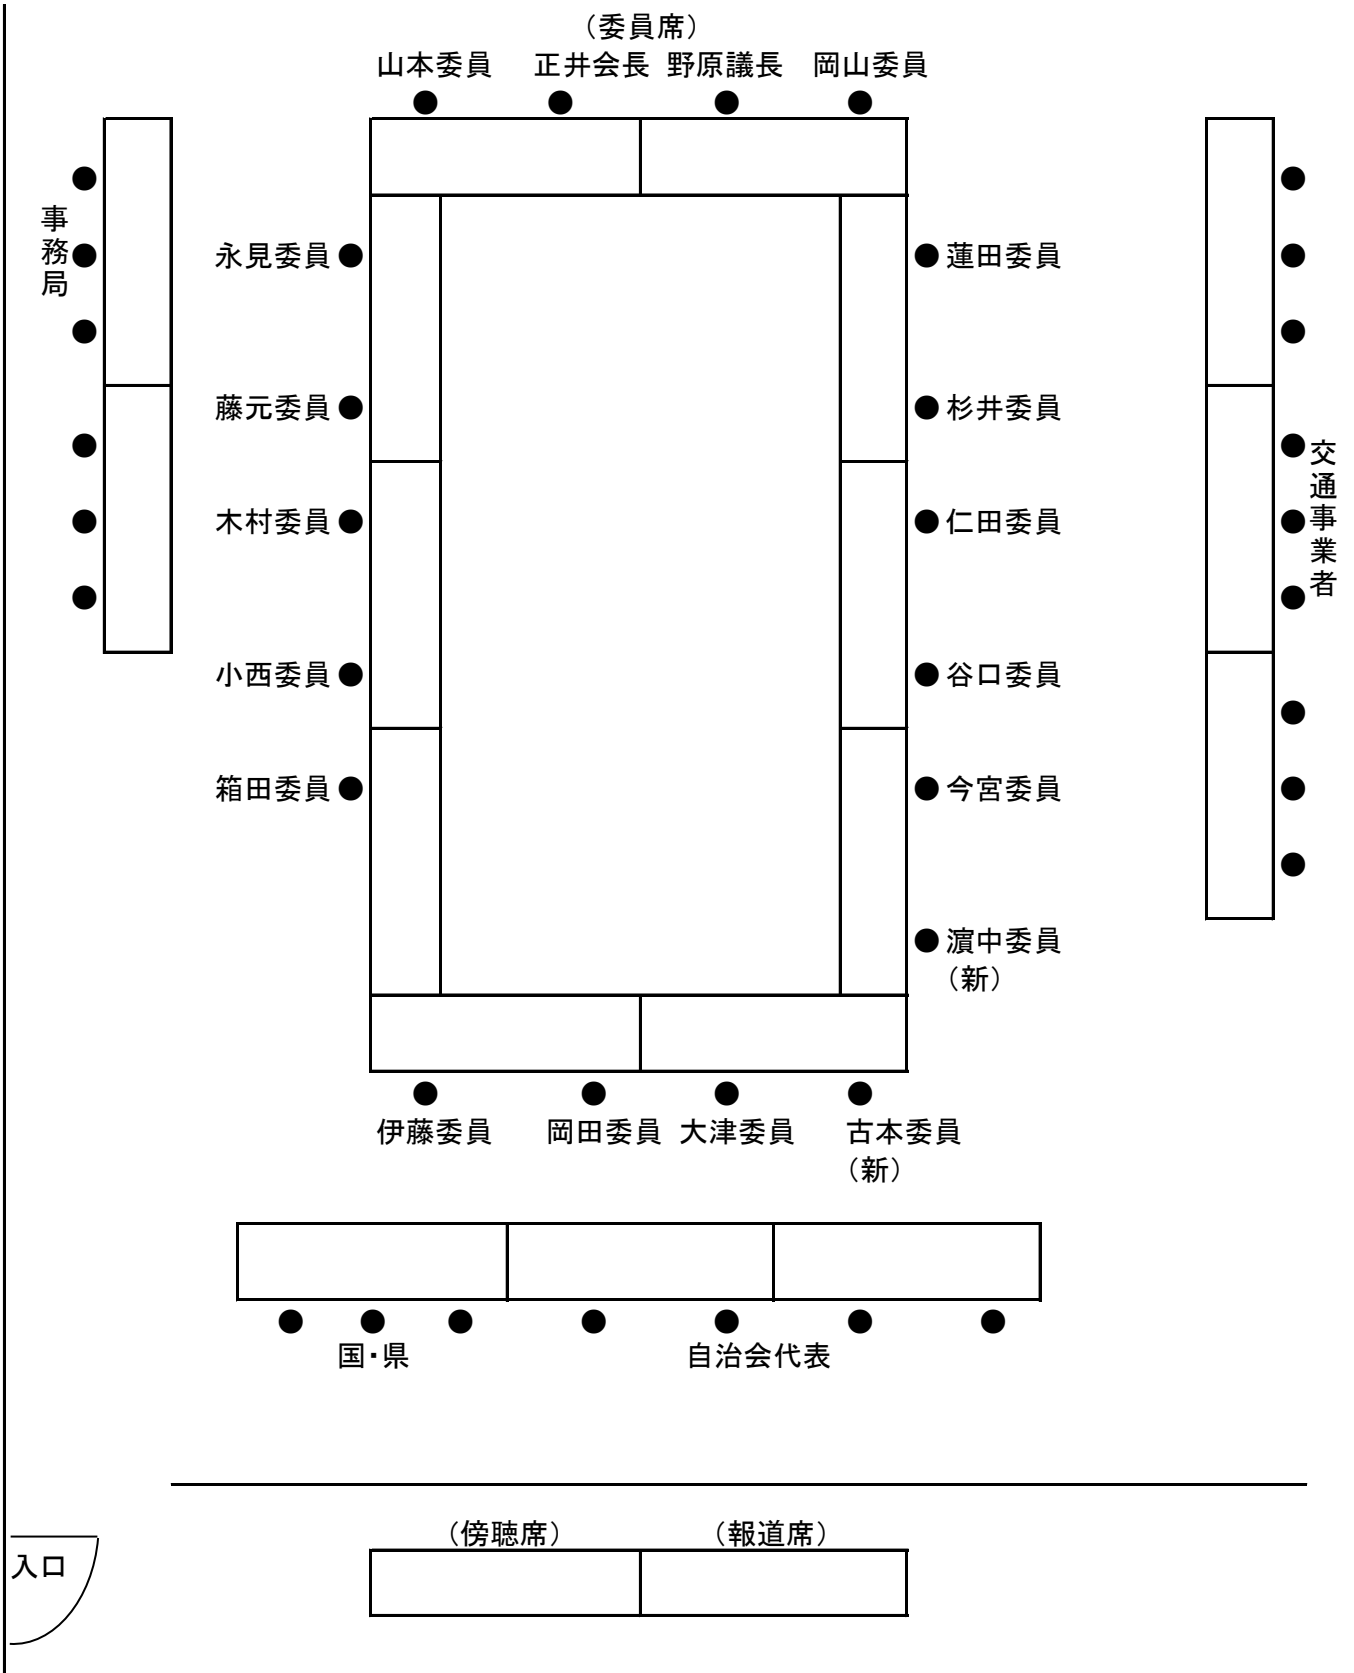 （委員席）
山本委員　正井会長　野原議長　岡山委員
事務局
永見委員　蓮田委員
藤元委員　杉井委員
交通事業者
木村委員　仁田委員
小西委員　谷口委員
箱田委員　今宮委員
濵中委員
（新）
伊藤委員　岡田委員　大津委員　古本委員
（新）
国・県　自治会代表
（傍聴席）　（報道席）
入口